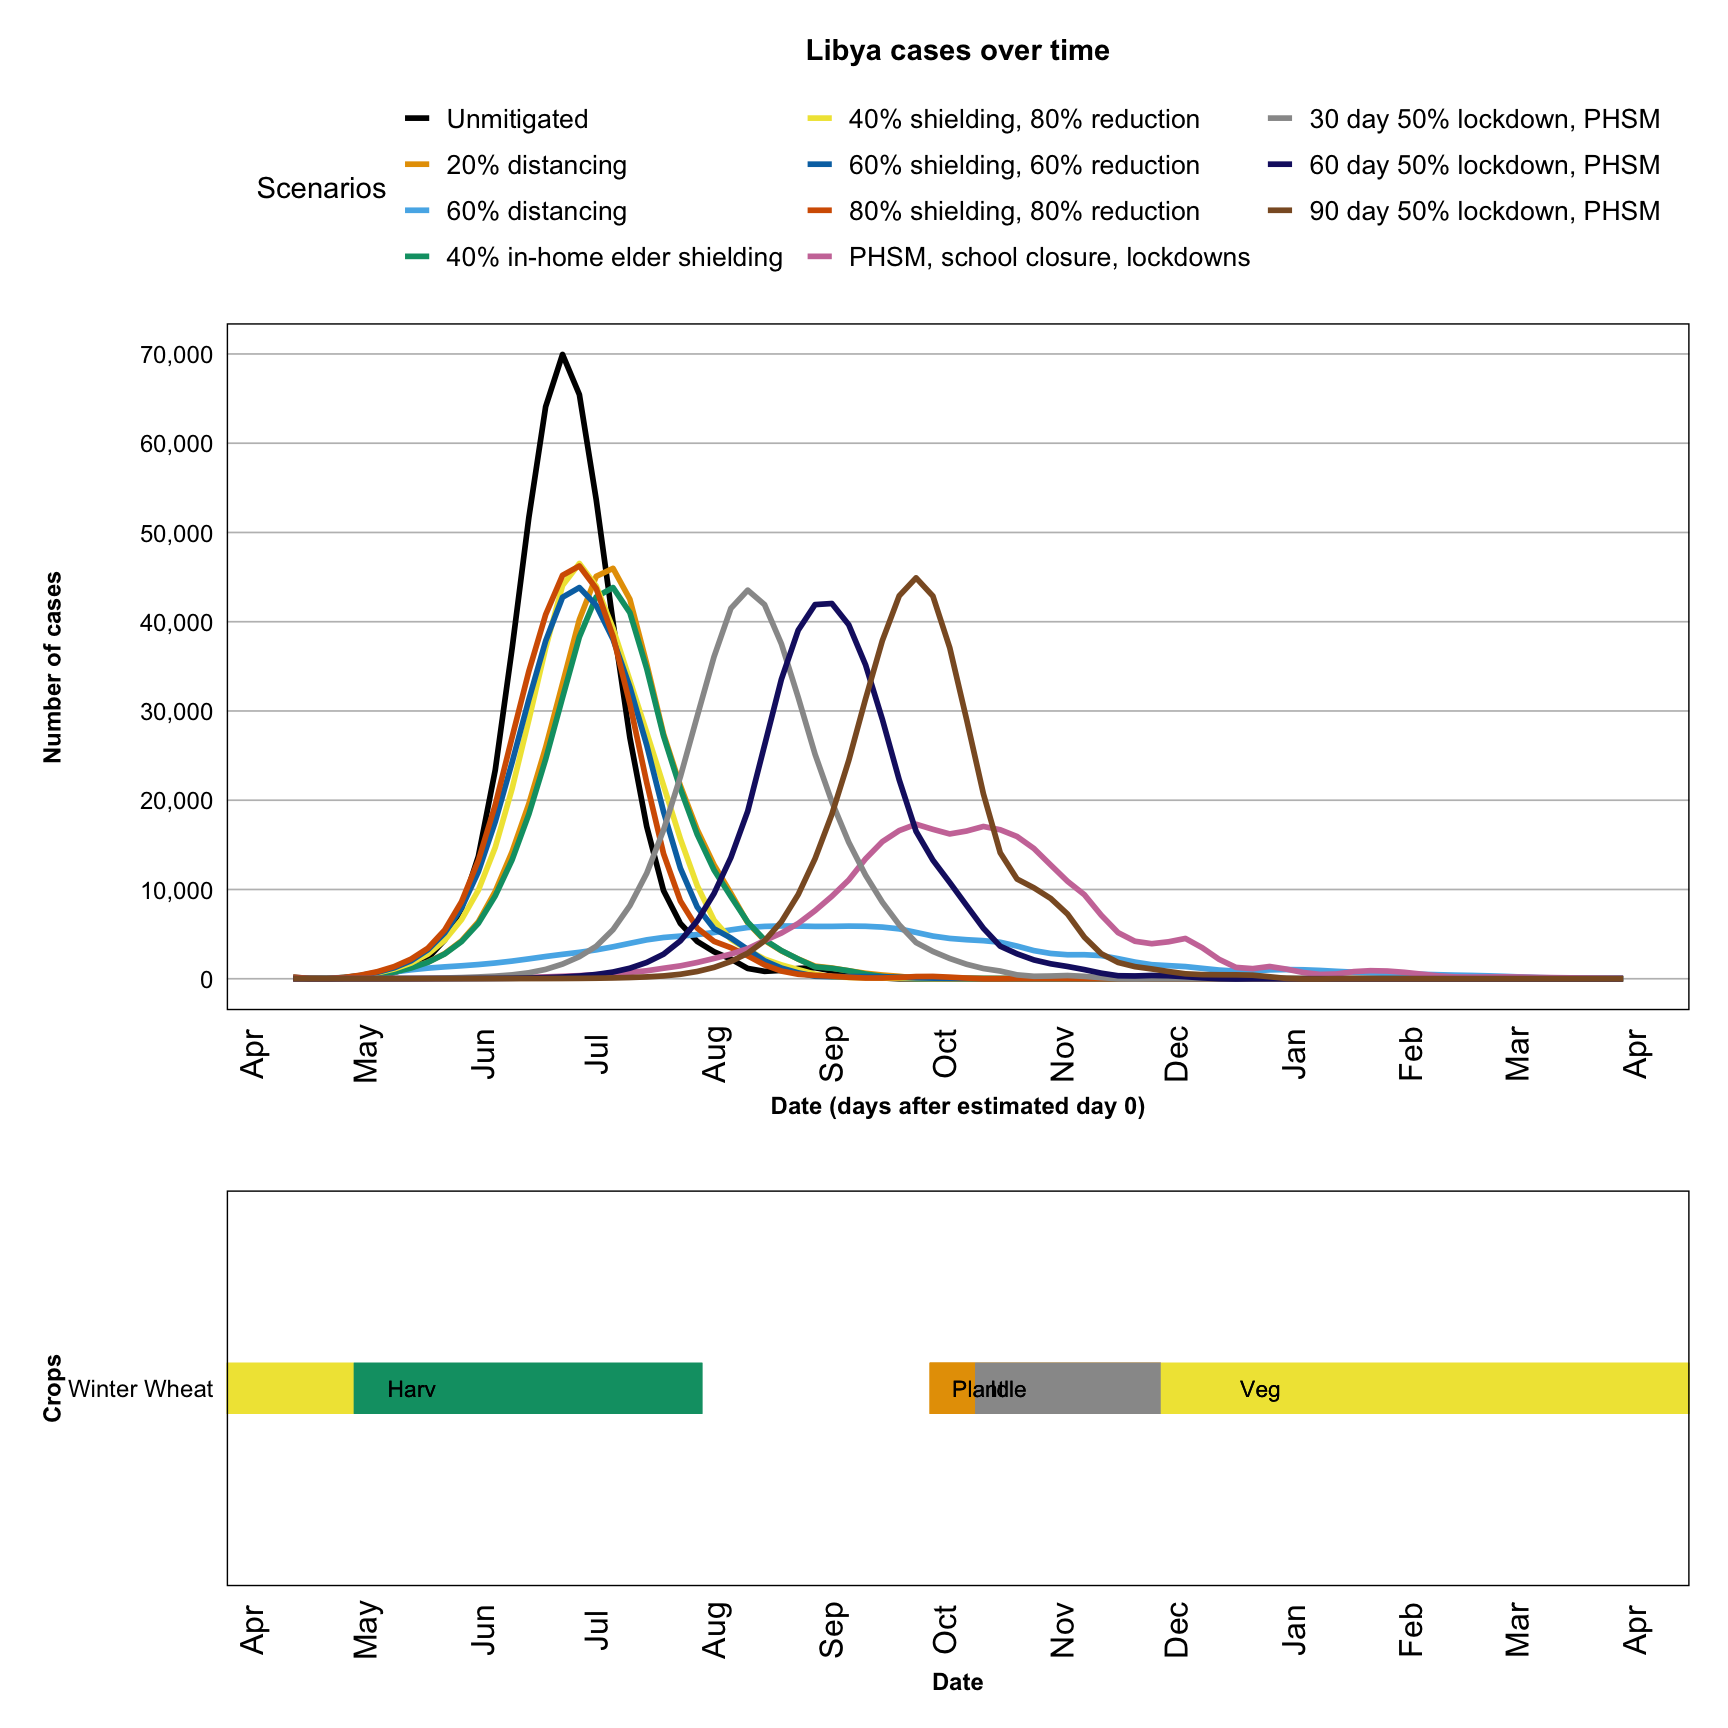 Libya cases over time
Scenarios
Unmitigated
20% distancing
60% distancing
40% in-home elder shielding
40% shielding, 80% reduction
60% shielding, 60% reduction
80% shielding, 80% reduction
PHSM, school closure, lockdowns
30 day 50% lockdown, PHSM
60 day 50% lockdown, PHSM
90 day 50% lockdown, PHSM
Number of cases
70,000
60,000
50,000
40,000
30,000
20,000
10,000
0
Apr May Jun Jul Aug Sep Oct Nov Dec Jan Feb Mar Apr
Date (days after estimated day 0)
Crops
Winter Wheat
Harv
Plant
Idle
Veg
Apr May Jun Jul Aug Sep Oct Nov Dec Jan Feb Mar Apr
Date